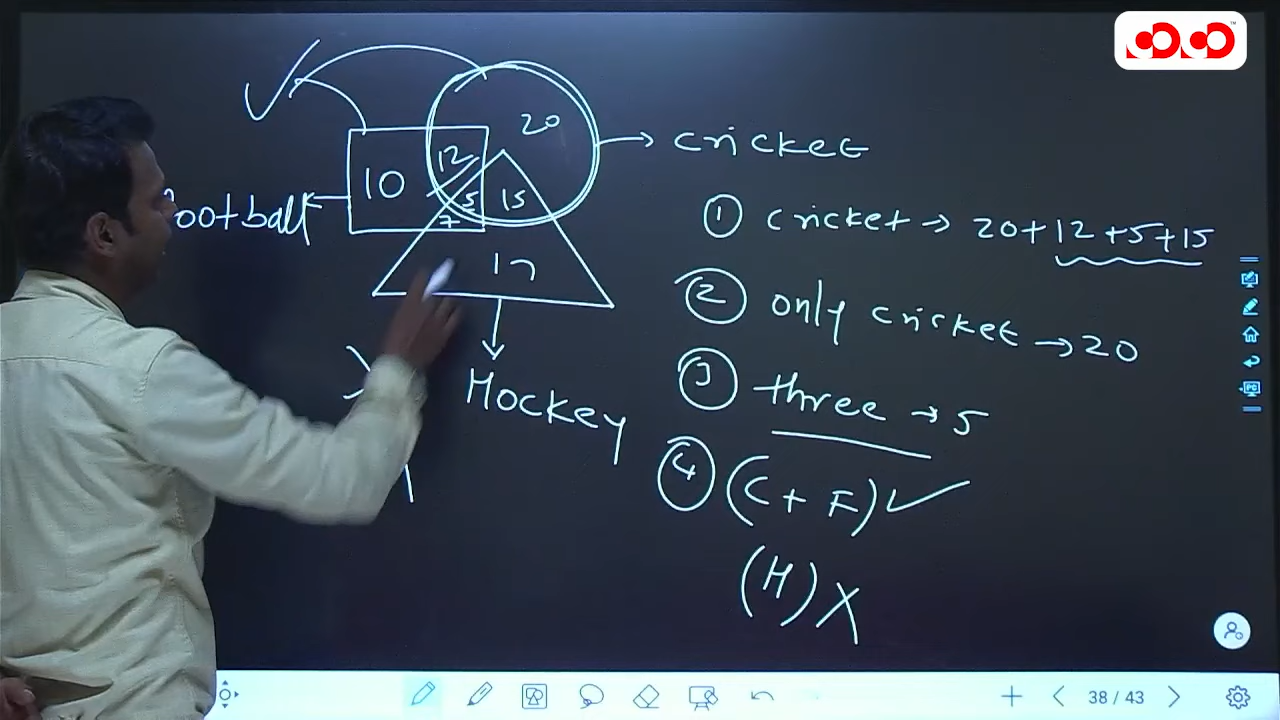 20
cricket
12
10
5
15
football
7
17
Hockey
① cricket → 20+12+5+15
② only cricket → 20
③ three → 5
④ (C + F) ✓
(H) X
38 / 43